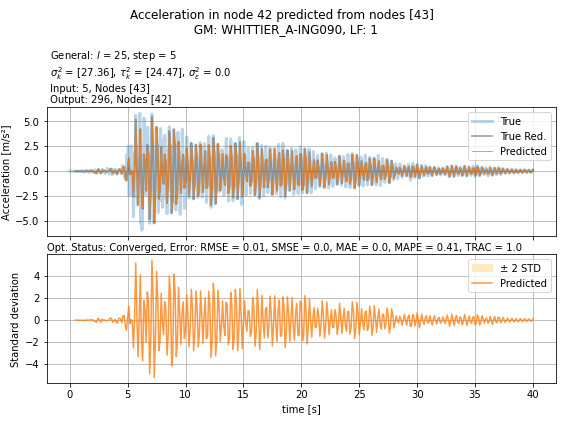 Acceleration in node 42 predicted from nodes [43]
GM: WHITTIER_A-ING090, LF: 1
General: l = 25, step = 5
σ²ₖ = [27.36], τ²ₖ = [24.47], σ²ε = 0.0
Input: 5, Nodes [43]
Output: 296, Nodes [42]
Acceleration [m/s²]
5.0
2.5
0.0
−2.5
−5.0
True
True Red.
Predicted
Opt. Status: Converged, Error: RMSE = 0.01, SMSE = 0.0, MAE = 0.0, MAPE = 0.41, TRAC = 1.0
Standard deviation
4
2
0
−2
−4
± 2 STD
Predicted
0 5 10 15 20 25 30 35 40
time [s]